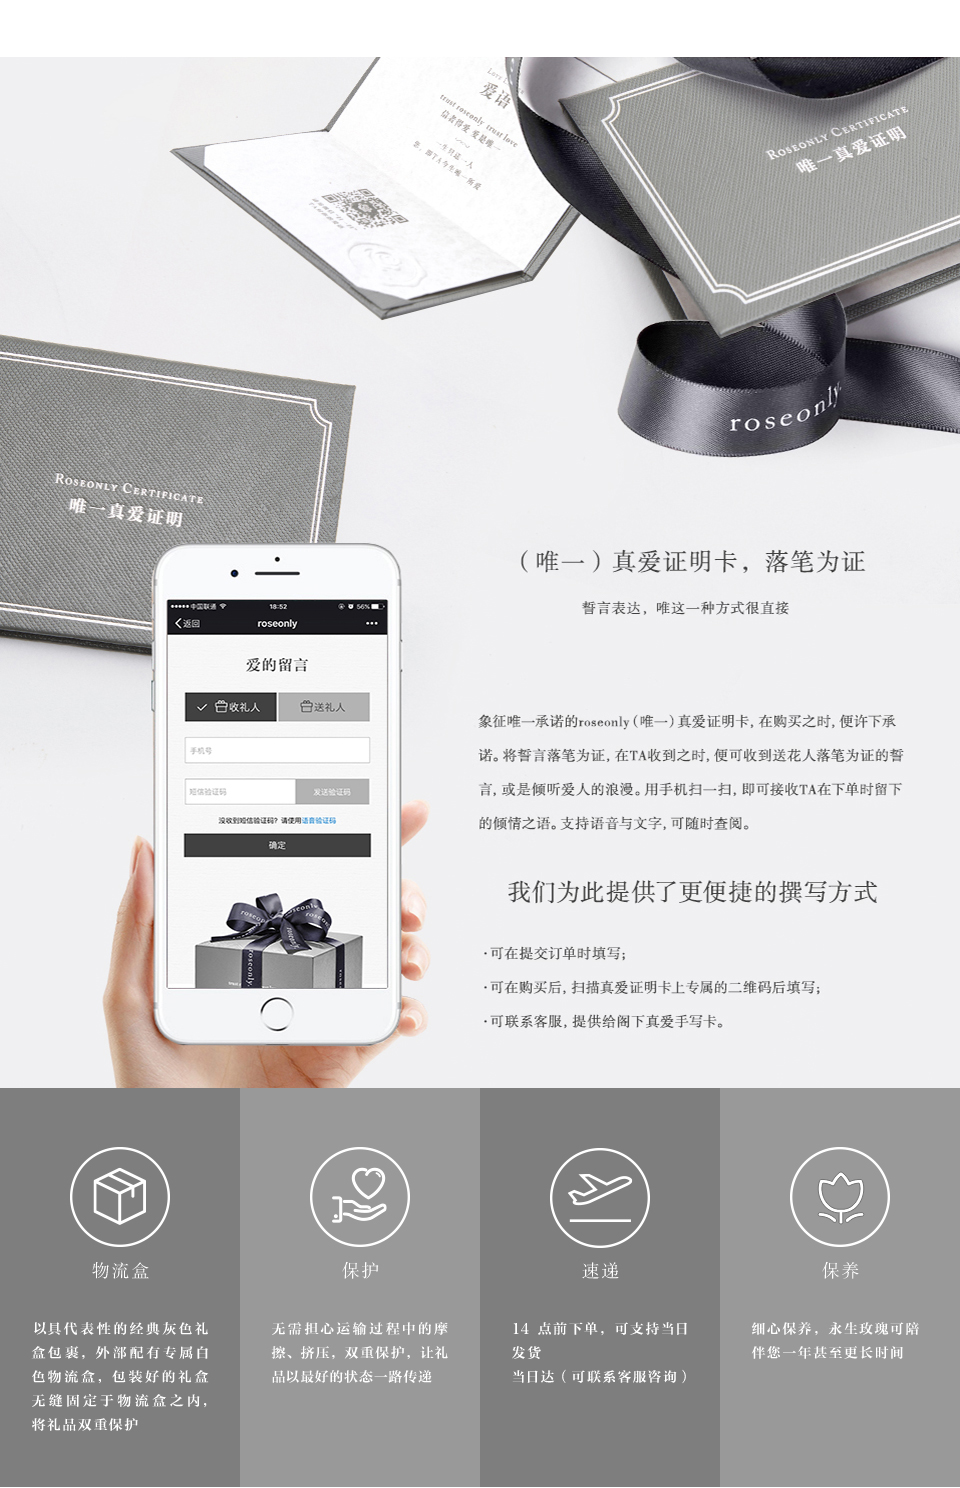 爱语
trust roseonly trust love
信者得爱 爱是唯一
一生只送一人
ROSEONLY CERTIFICATE
唯一真爱证明
roseonly.
ROSEONLY CERTIFICATE
唯一真爱证明
（唯一）真爱证明卡，落笔为证
誓言表达，唯这一种方式很直接
中国联通
18:52
56%
返回
roseonly
爱的留言
收礼人
送礼人
手机号
短信验证码
发送验证码
没收到短信验证码？请使用语音验证码
确定
roseonly.
roseonly.
象征唯一承诺的roseonly（唯一）真爱证明卡，在购买之时，便许下承
诺。将誓言落笔为证，在TA收到之时，便可收到送花人落笔为证的誓
言，或是倾听爱人的浪漫。用手机扫一扫，即可接收TA在下单时留下
的倾情之语。支持语音与文字，可随时查阅。
我们为此提供了更便捷的撰写方式
·可在提交订单时填写；
·可在购买后，扫描真爱证明卡上专属的二维码后填写；
·可联系客服，提供给阁下真爱手写卡。
物流盒
以具代表性的经典灰色礼
盒包裹，外部配有专属白
色物流盒，包装好的礼盒
无缝固定于物流盒之内，
将礼品双重保护
保护
无需担心运输过程中的摩
擦、挤压，双重保护，让礼
品以最好的状态一路传递
速递
14 点前下单，可支持当日
发货
当日达（可联系客服咨询）
保养
细心保养，永生玫瑰可陪
伴您一年甚至更长时间